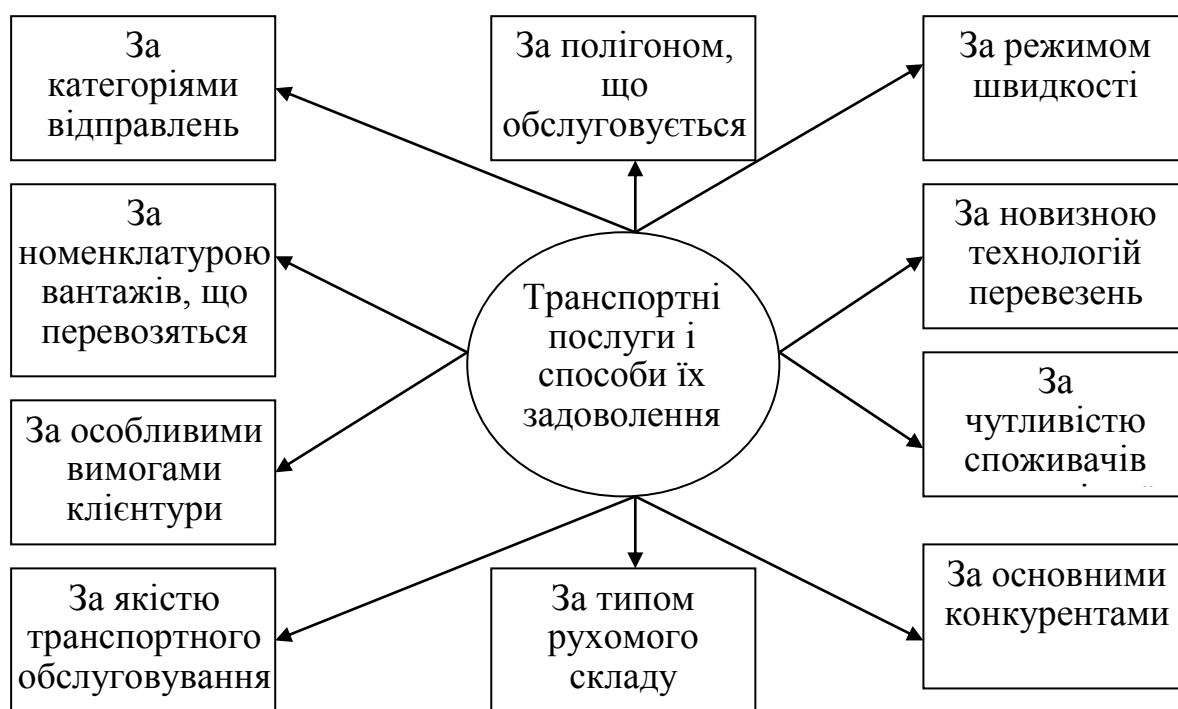 За
категоріями
відправлень
За полігоном,
що
обслуговується
За режимом
швидкості
За
номенклатурою
вантажів, що
перевозяться
Транспортні
послуги і
способи їх
задоволення
За новизною
технологій
перевезень
За
чутливістю
споживачів
За особливими
вимогами
клієнтури
За якістю
транспортного
обслуговування
За типом
рухомого
складу
За основними
конкурентами